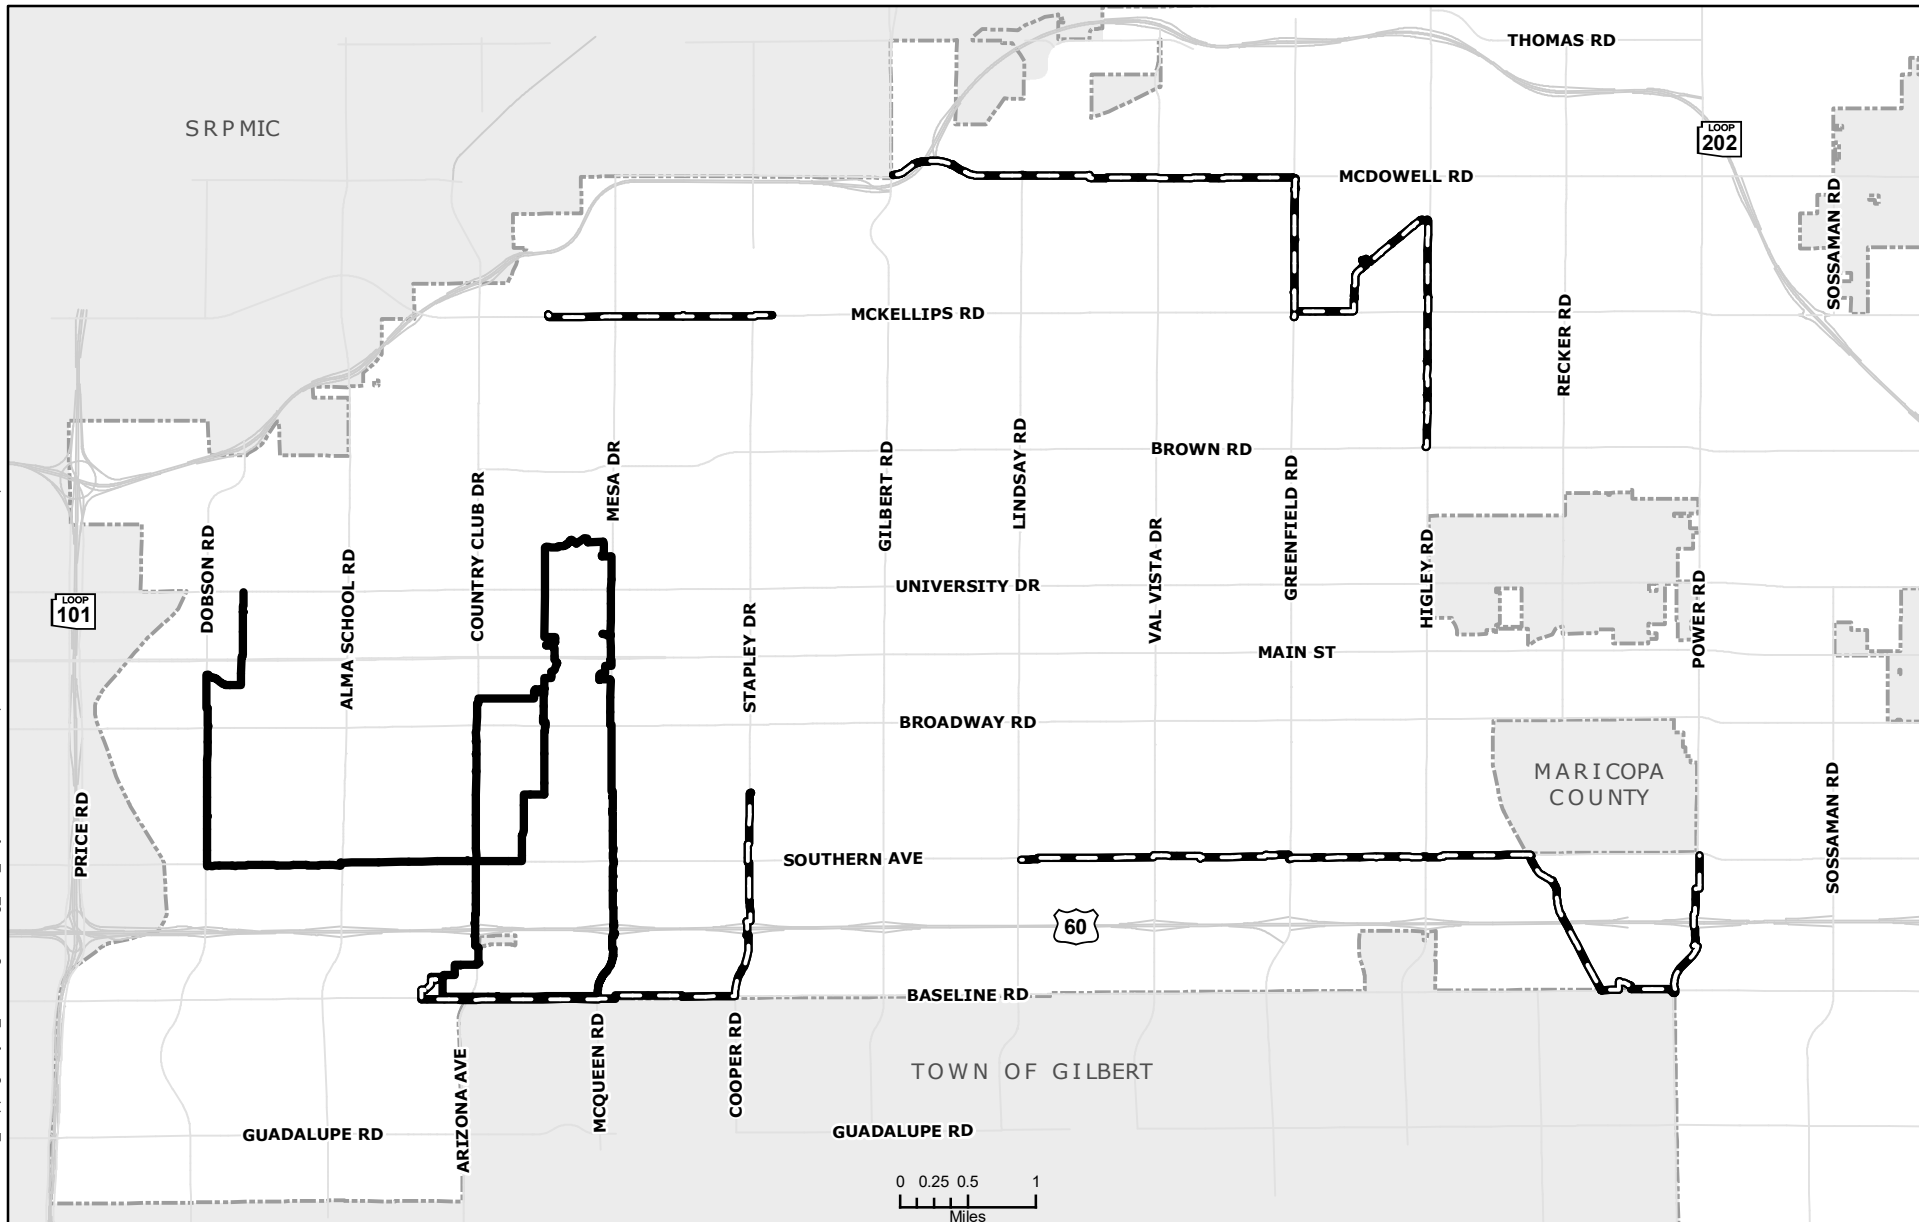 THOMAS RD
SRPMIC
LOOP
202
MCDOWELL RD
SOSSAMAN RD
MCKELLIPS RD
RECKER RD
BROWN RD
MESA DR
GILBERT RD
LINDSAY RD
COUNTRY CLUB DR
GREENFIELD RD
DOBSON RD
VAL VISTA DR
HIGLEY RD
ALMA SCHOOL RD
UNIVERSITY DR
LOOP
101
STAPLEY DR
POWER RD
MAIN ST
BROADWAY RD
MARICOPA
COUNTY
PRICE RD
SOSSAMAN RD
SOUTHERN AVE
60
BASELINE RD
ARIZONA AVE
MCQUEEN RD
COOPER RD
TOWN OF GILBERT
GUADALUPE RD
GUADALUPE RD
0 0.25 0.5 1
Miles